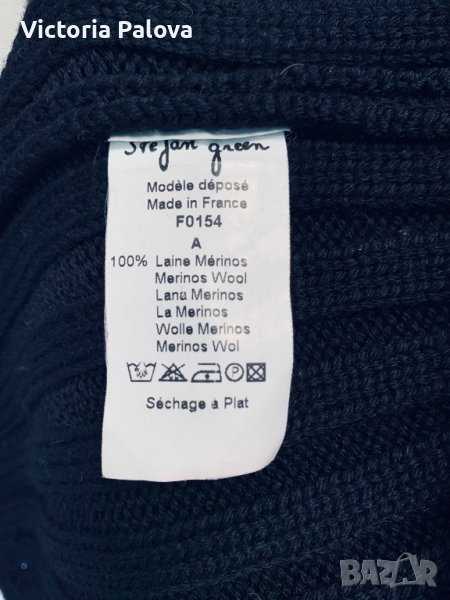 Victoria Palova
Stefan green
Modèle déposé
Made in France
F0154
A
100% Laine Mérinos
Merinos Wool
Lana Merinos
La Merinos
Wolle Merinos
Merinos Wol
P
Séchage à Plat
BAZAR